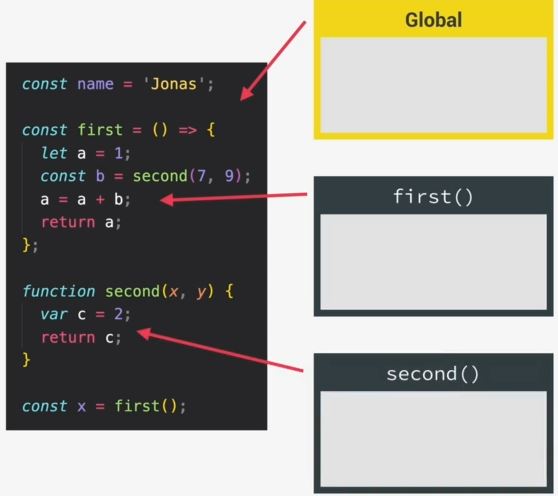 Global
const name = 'Jonas';
const first = () => {
let a = 1;
const b = second(7, 9);
a = a + b;
return a;
};
first()
function second(x, y) {
var c = 2;
return c;
}
second()
const x = first();